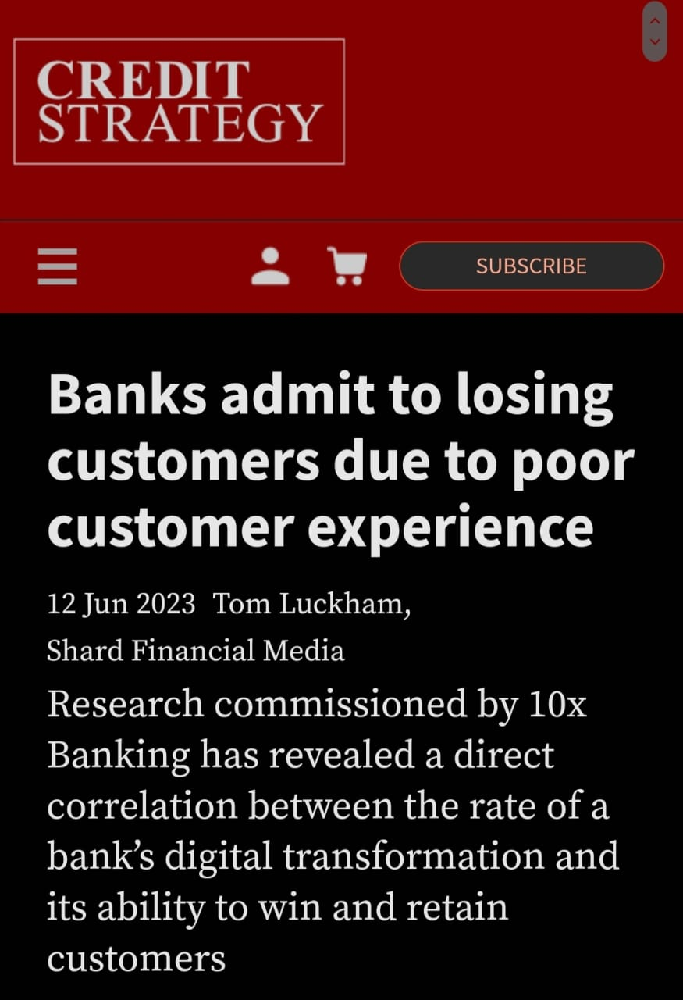 CREDIT
STRATEGY
SUBSCRIBE
Banks admit to losing
customers due to poor
customer experience
12 Jun 2023 Tom Luckham,
Shard Financial Media
Research commissioned by 10x
Banking has revealed a direct
correlation between the rate of a
bank’s digital transformation and
its ability to win and retain
customers